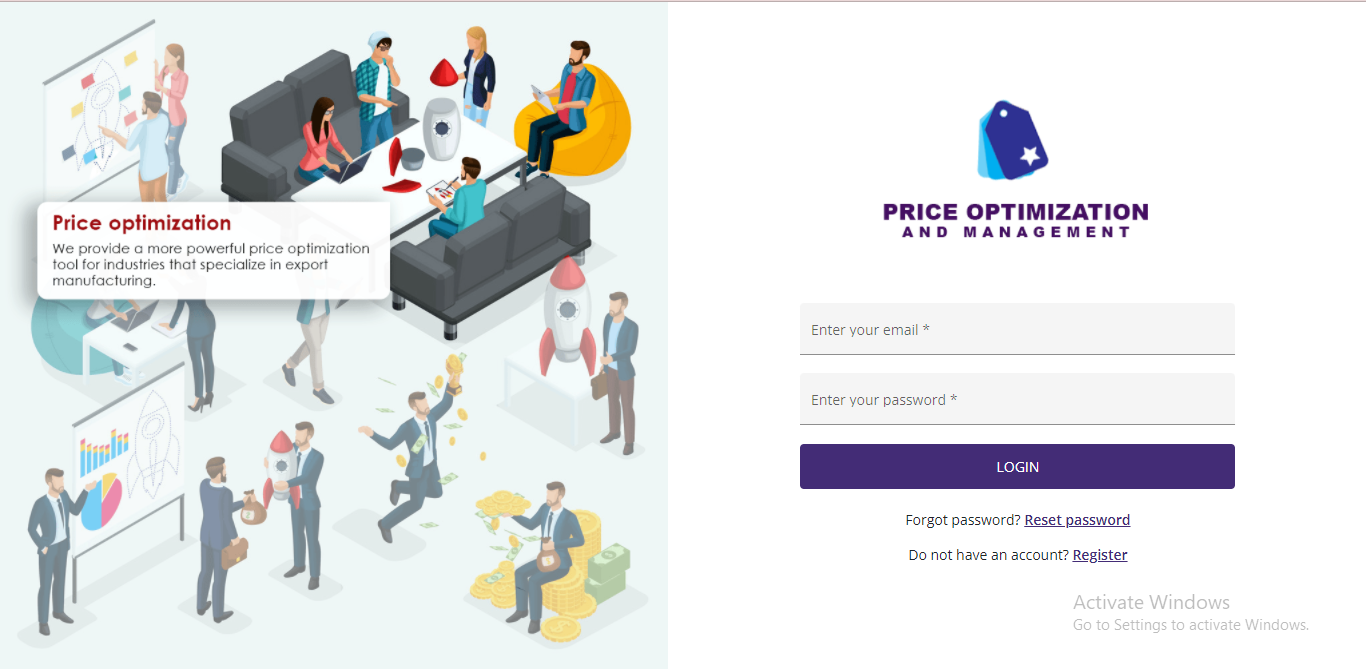 Price optimization
We provide a more powerful price optimization
tool for industries that specialize in export
manufacturing.
PRICE OPTIMIZATION
AND MANAGEMENT
Enter your email *
Enter your password *
LOGIN
Forgot password? Reset password
Do not have an account? Register
Activate Windows
Go to Settings to activate Windows.